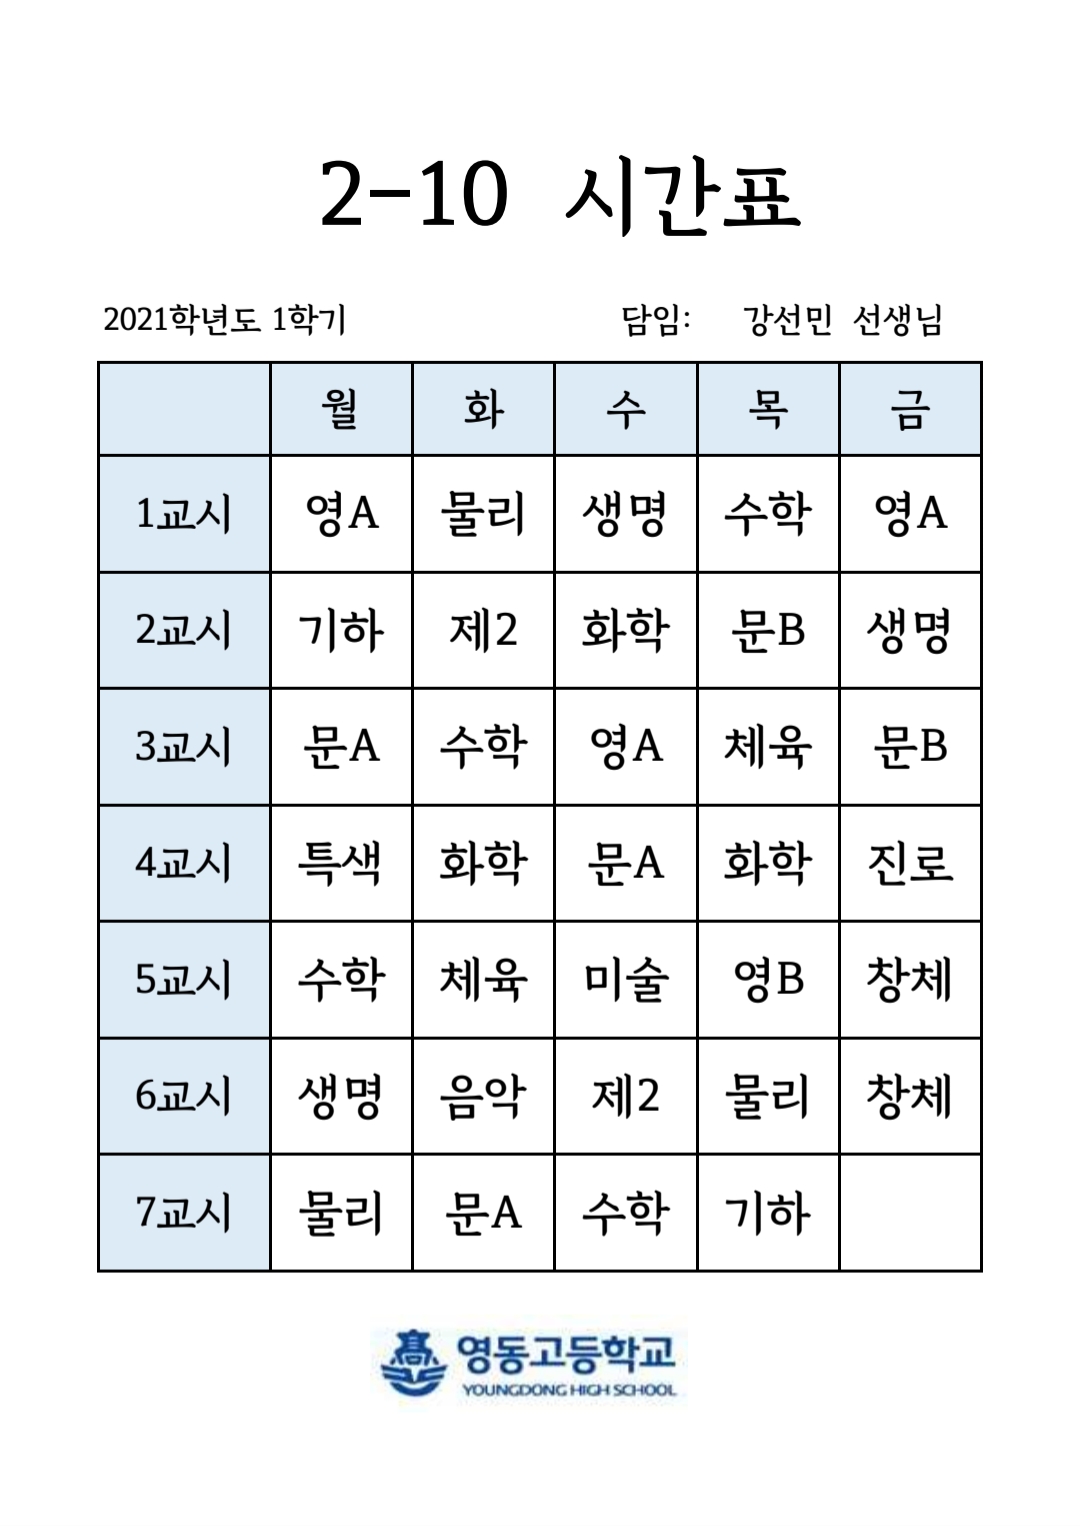 2-10 시간표
2021학년도 1학기 담임: 강선민 선생님
월 화 수 목 금
1교시 영A 물리 생명 수학 영A
2교시 기하 제2 화학 문B 생명
3교시 문A 수학 영A 체육 문B
4교시 특색 화학 문A 화학 진로
5교시 수학 체육 미술 영B 창체
6교시 생명 음악 제2 물리 창체
7교시 물리 문A 수학 기하
高 영동고등학교
YOUNGDONG HIGH SCHOOL